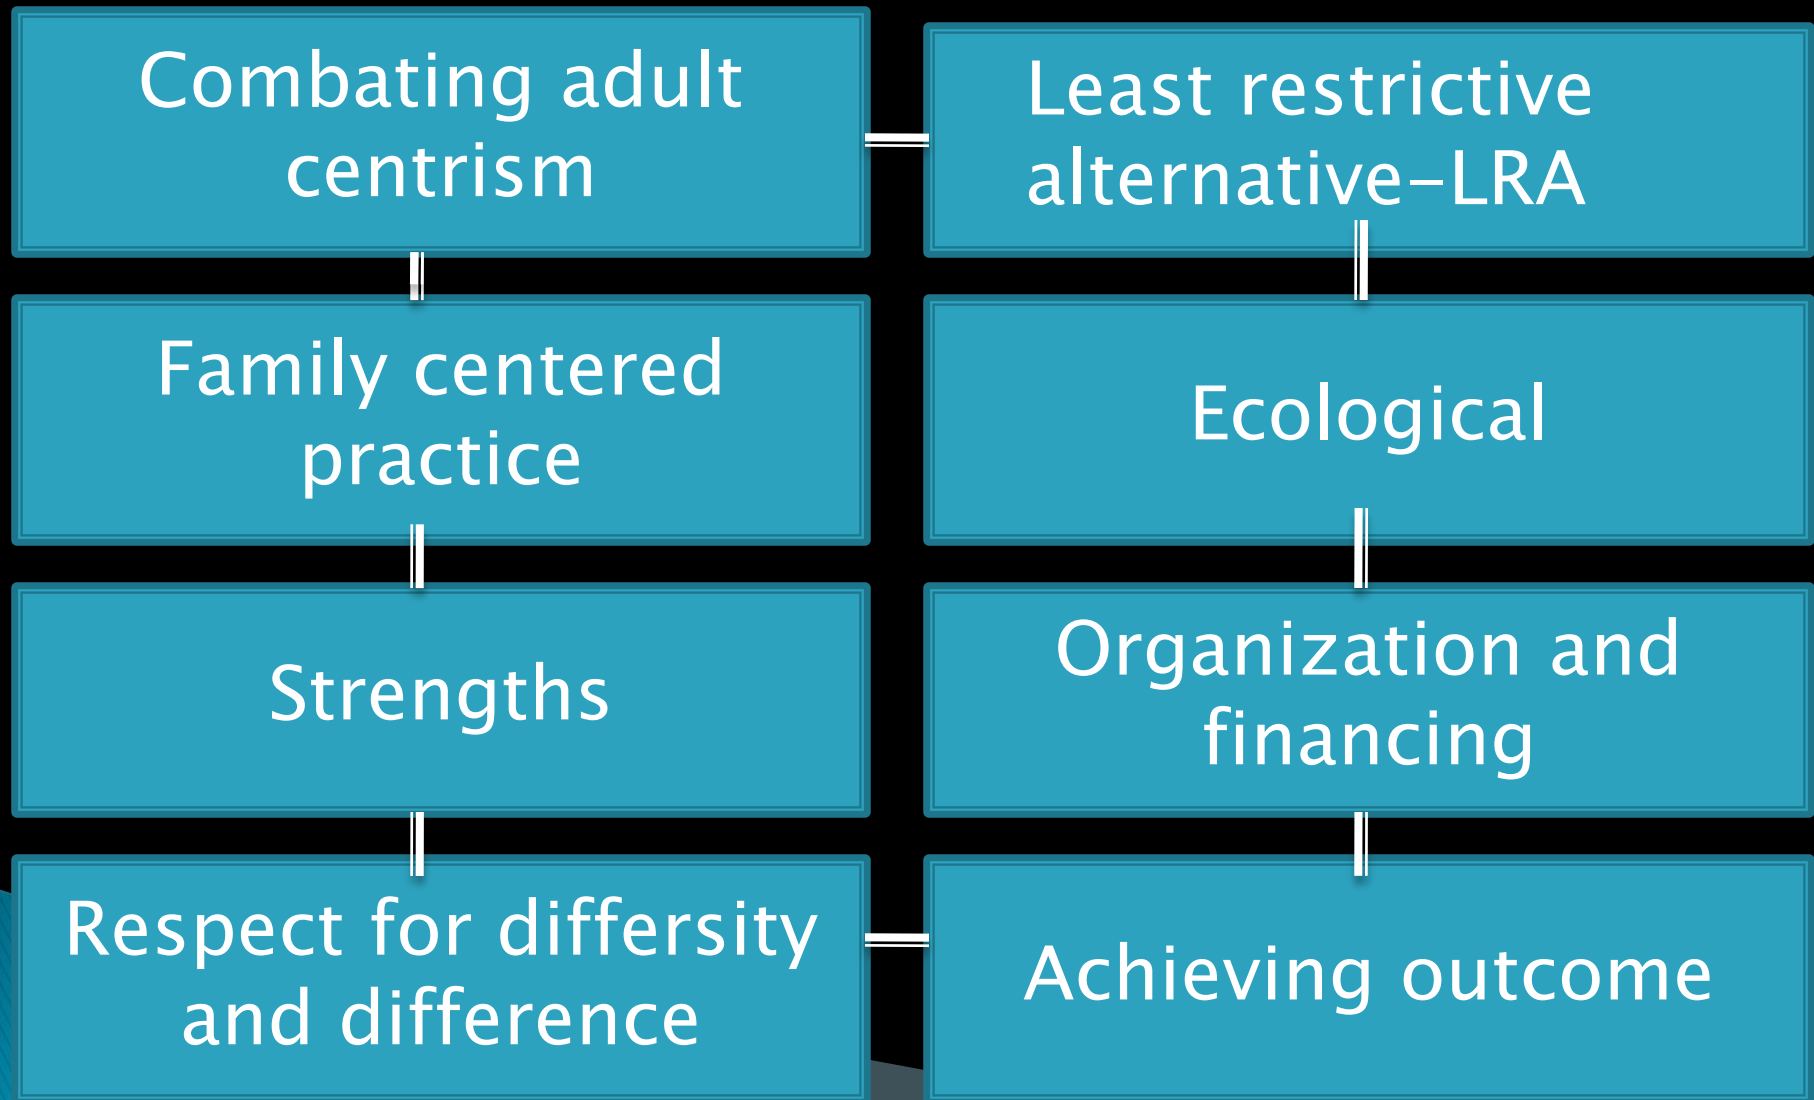 Combating adult
centrism
Least restrictive
alternative-LRA
Family centered
practice
Ecological
Strengths
Organization and
financing
Respect for differsity
and difference
Achieving outcome